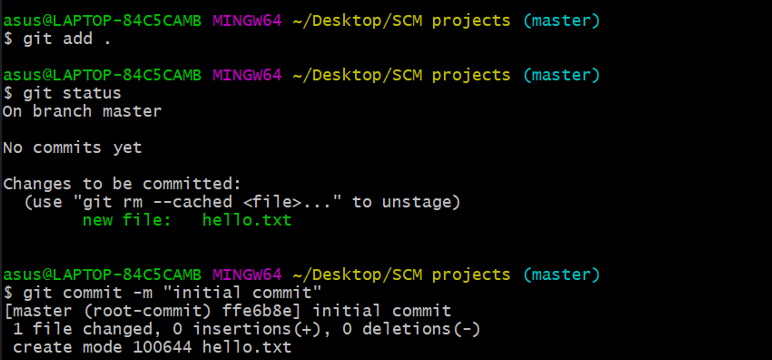 asus@LAPTOP-84C5CAMB MINGW64 ~/Desktop/SCM projects (master)
$ git add .
asus@LAPTOP-84C5CAMB MINGW64 ~/Desktop/SCM projects (master)
$ git status
On branch master
No commits yet
Changes to be committed:
  (use "git rm --cached <file>..." to unstage)
        new file:   hello.txt
asus@LAPTOP-84C5CAMB MINGW64 ~/Desktop/SCM projects (master)
$ git commit -m "initial commit"
[master (root-commit) ffe6b8e] initial commit
 1 file changed, 0 insertions(+), 0 deletions(-)
 create mode 100644 hello.txt